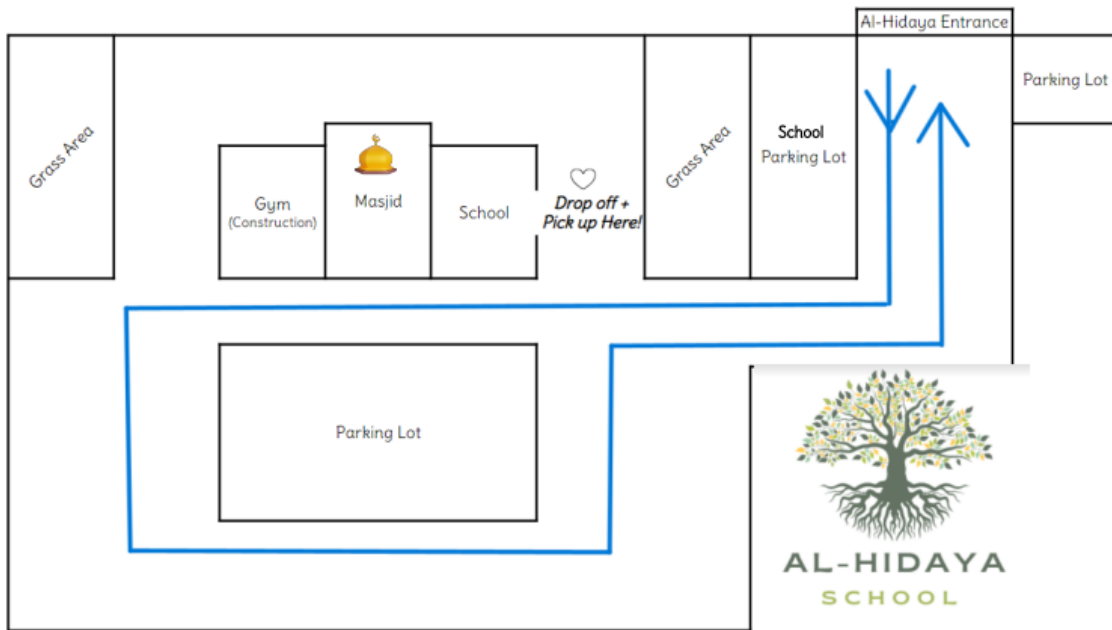 Al-Hidaya Entrance
Grass Area
Gym
(Construction)
Masjid
School
Drop off +
Pick up Here!
Grass Area
School
Parking Lot
Parking Lot
Parking Lot
AL-HIDAYA
SCHOOL